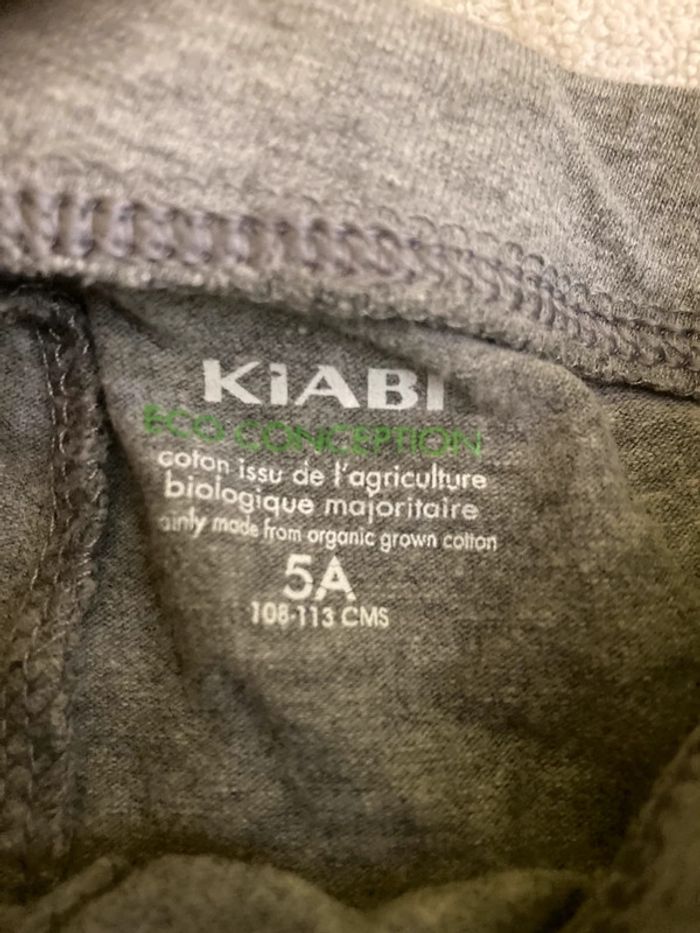 KiABI
ECO CONCEPTION
coton issu de l'agriculture
biologique majoritaire
ainly made from organic grown cotton
5A
108-113 CMS